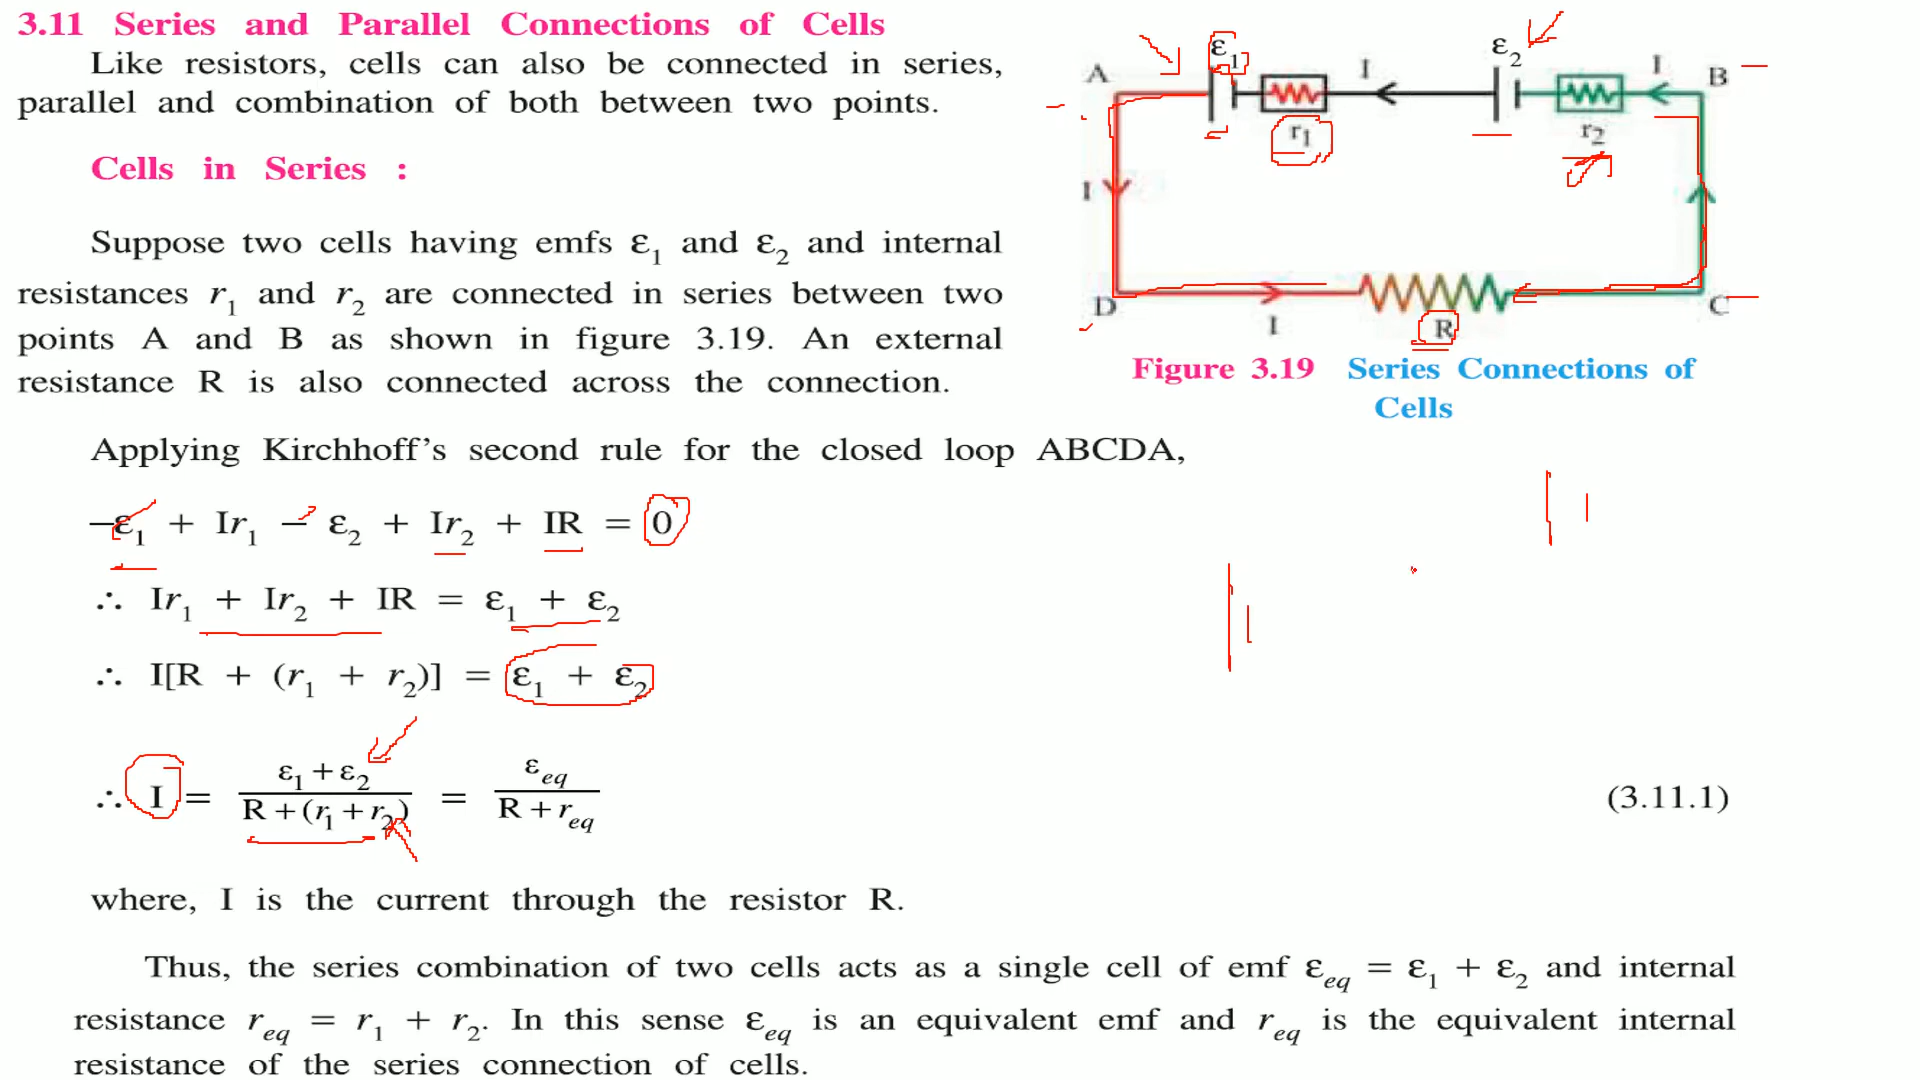 3.11 Series and Parallel Connections of Cells
Like resistors, cells can also be connected in series,
parallel and combination of both between two points.
Cells in Series :
Suppose two cells having emfs ε₁ and ε₂ and internal
resistances r₁ and r₂ are connected in series between two
points A and B as shown in figure 3.19. An external
resistance R is also connected across the connection.
A ε₁ I ε₂ I B
r₁ r₂
I
D I R C
Figure 3.19 Series Connections of
Cells
Applying Kirchhoff's second rule for the closed loop ABCDA,
−ε₁ + Ir₁ − ε₂ + Ir₂ + IR = 0
∴ Ir₁ + Ir₂ + IR = ε₁ + ε₂
∴ I[R + (r₁ + r₂)] = ε₁ + ε₂
∴ I = (ε₁ + ε₂)/(R + (r₁ + r₂)) = ε_eq/(R + r_eq) (3.11.1)
where, I is the current through the resistor R.
Thus, the series combination of two cells acts as a single cell of emf ε_eq = ε₁ + ε₂ and internal
resistance r_eq = r₁ + r₂. In this sense ε_eq is an equivalent emf and r_eq is the equivalent internal
resistance of the series connection of cells.